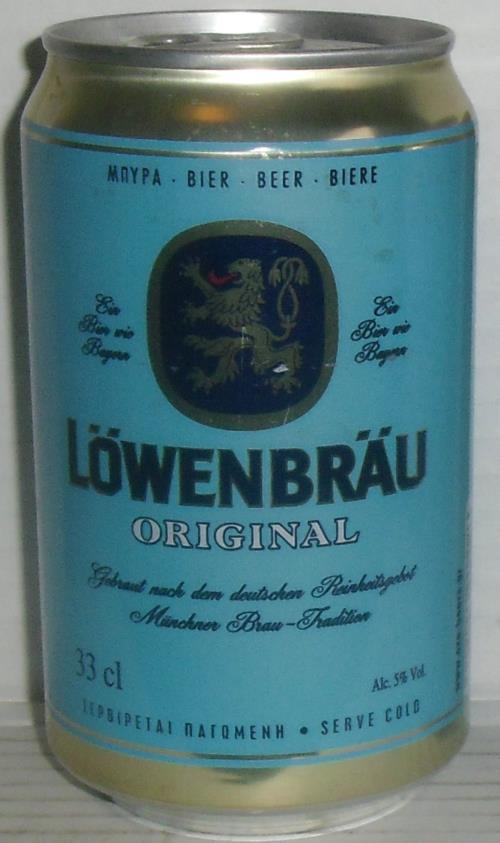 ΜΠΥΡΑ · BIER · BEER · BIERE
Ein
Bier wie
Bayern
Ein
Bier wie
Bayern
LÖWENBRÄU
ORIGINAL
Gebraut nach dem deutschen Reinheitsgebot
Münchner Brau-Tradition
33 cl
Alc. 5% Vol.
ΣΕΡΒΙΡΕΤΑΙ ΠΑΓΩΜΕΝΗ • SERVE COLD